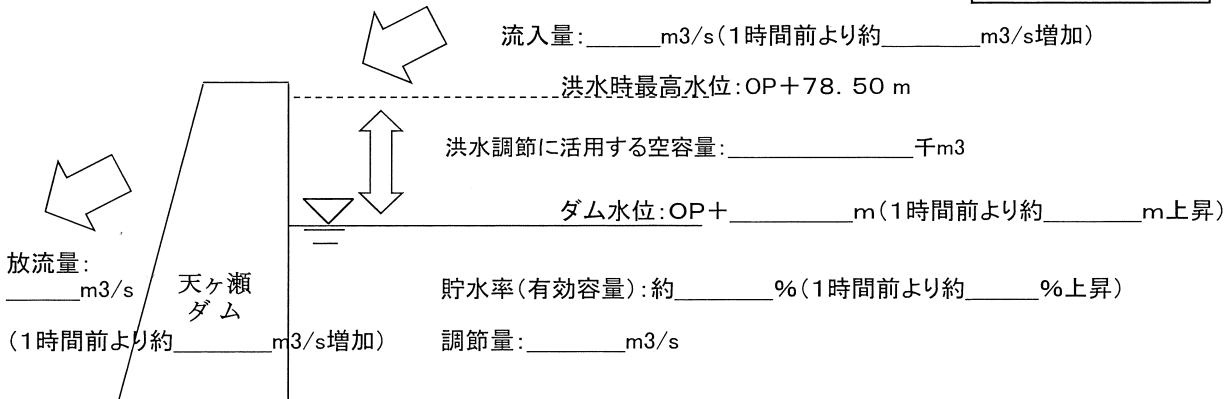 流入量:______m3/s(1時間前より約________m3/s増加)
洪水時最高水位:OP+78.50 m
洪水調節に活用する空容量:_______________千m3
ダム水位:OP+__________m(1時間前より約________m上昇)
放流量:
______m3/s
(1時間前より約________m3/s増加)
天ヶ瀬
ダム
貯水率(有効容量):約________%(1時間前より約______%上昇)
調節量:________m3/s